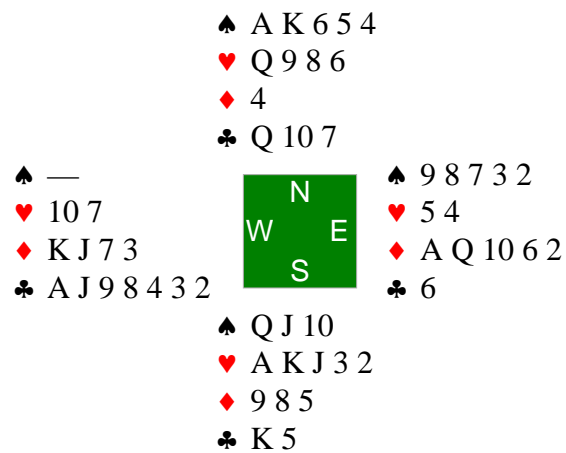 ♠ A K 6 5 4
♥ Q 9 8 6
♦ 4
♣ Q 10 7
♠ —
♥ 10 7
♦ K J 7 3
♣ A J 9 8 4 3 2
N
W E
S
♠ 9 8 7 3 2
♥ 5 4
♦ A Q 10 6 2
♣ 6
♠ Q J 10
♥ A K J 3 2
♦ 9 8 5
♣ K 5